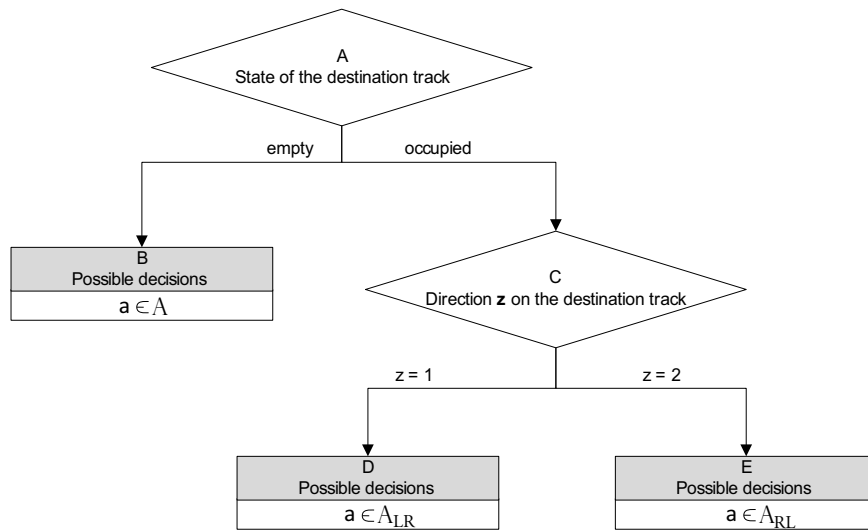 A
State of the destination track
empty
occupied
B
Possible decisions
a ∈ A
C
Direction z on the destination track
z = 1
z = 2
D
Possible decisions
a ∈ A_LR
E
Possible decisions
a ∈ A_RL